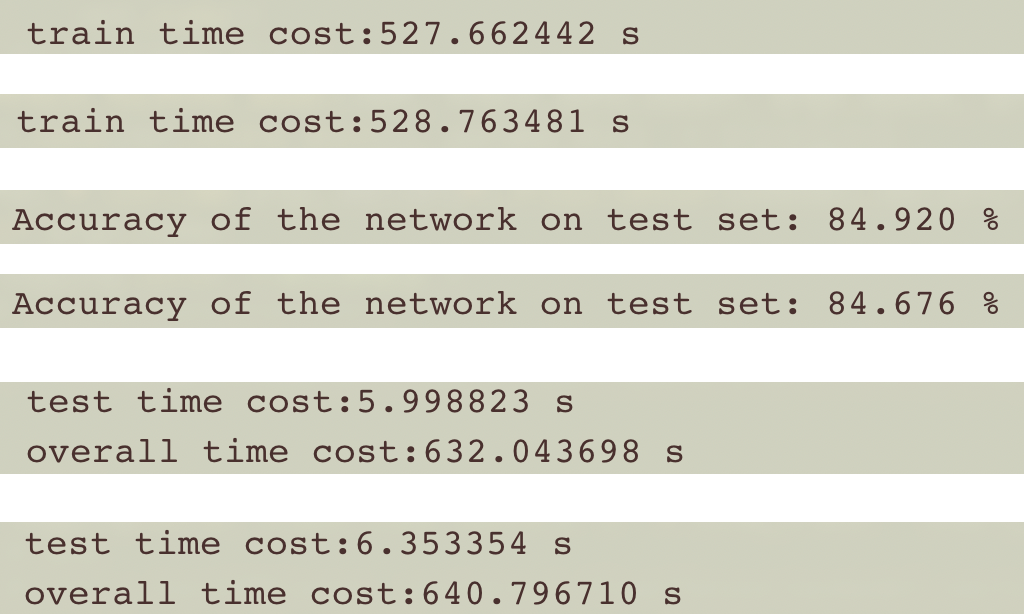 train time cost:527.662442 s
train time cost:528.763481 s
Accuracy of the network on test set: 84.920 %
Accuracy of the network on test set: 84.676 %
test time cost:5.998823 s
overall time cost:632.043698 s
test time cost:6.353354 s
overall time cost:640.796710 s